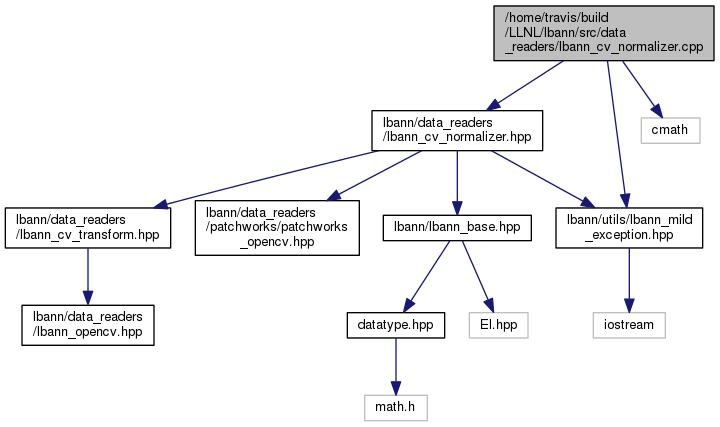 /home/travis/build
/LLNL/lbann/src/data
_readers/lbann_cv_normalizer.cpp
lbann/data_readers
/lbann_cv_normalizer.hpp
cmath
lbann/data_readers
/lbann_cv_transform.hpp
lbann/data_readers
/patchworks/patchworks
_opencv.hpp
lbann/lbann_base.hpp
lbann/utils/lbann_mild
_exception.hpp
lbann/data_readers
/lbann_opencv.hpp
datatype.hpp
El.hpp
iostream
math.h